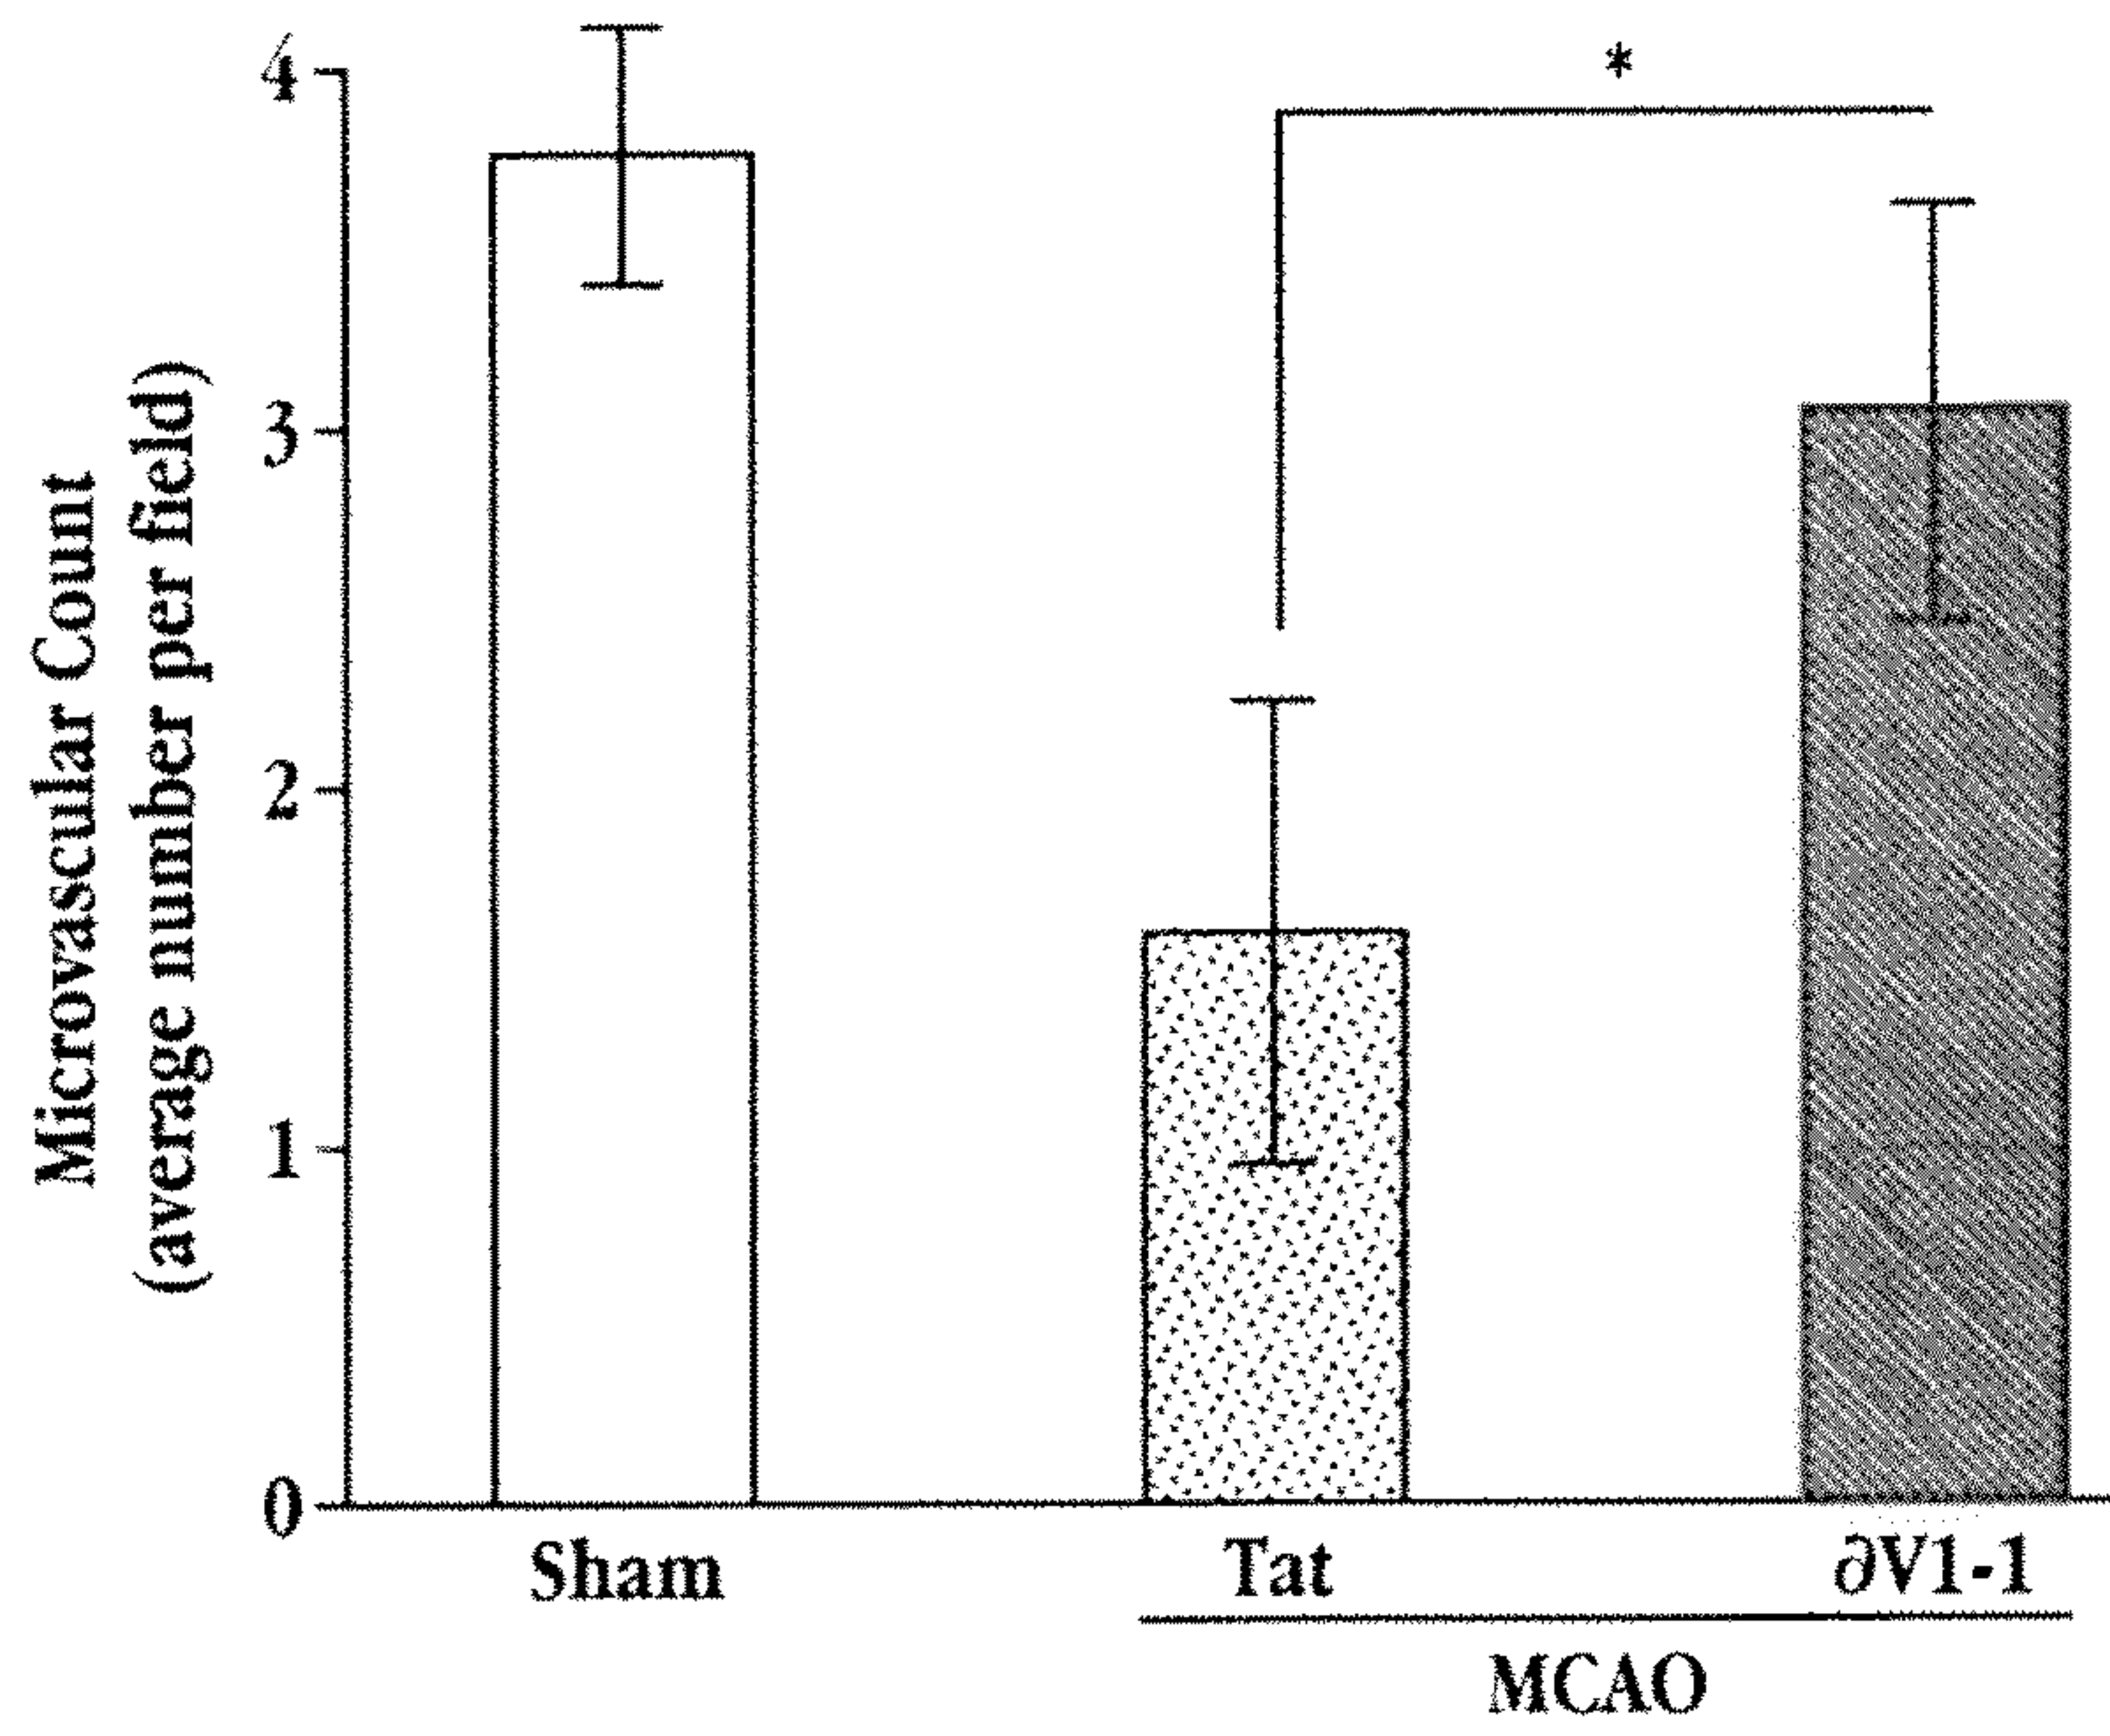 Microvascular Count
(average number per field)
4
3
2
1
0
*
Sham
Tat
∂V1-1
MCAO